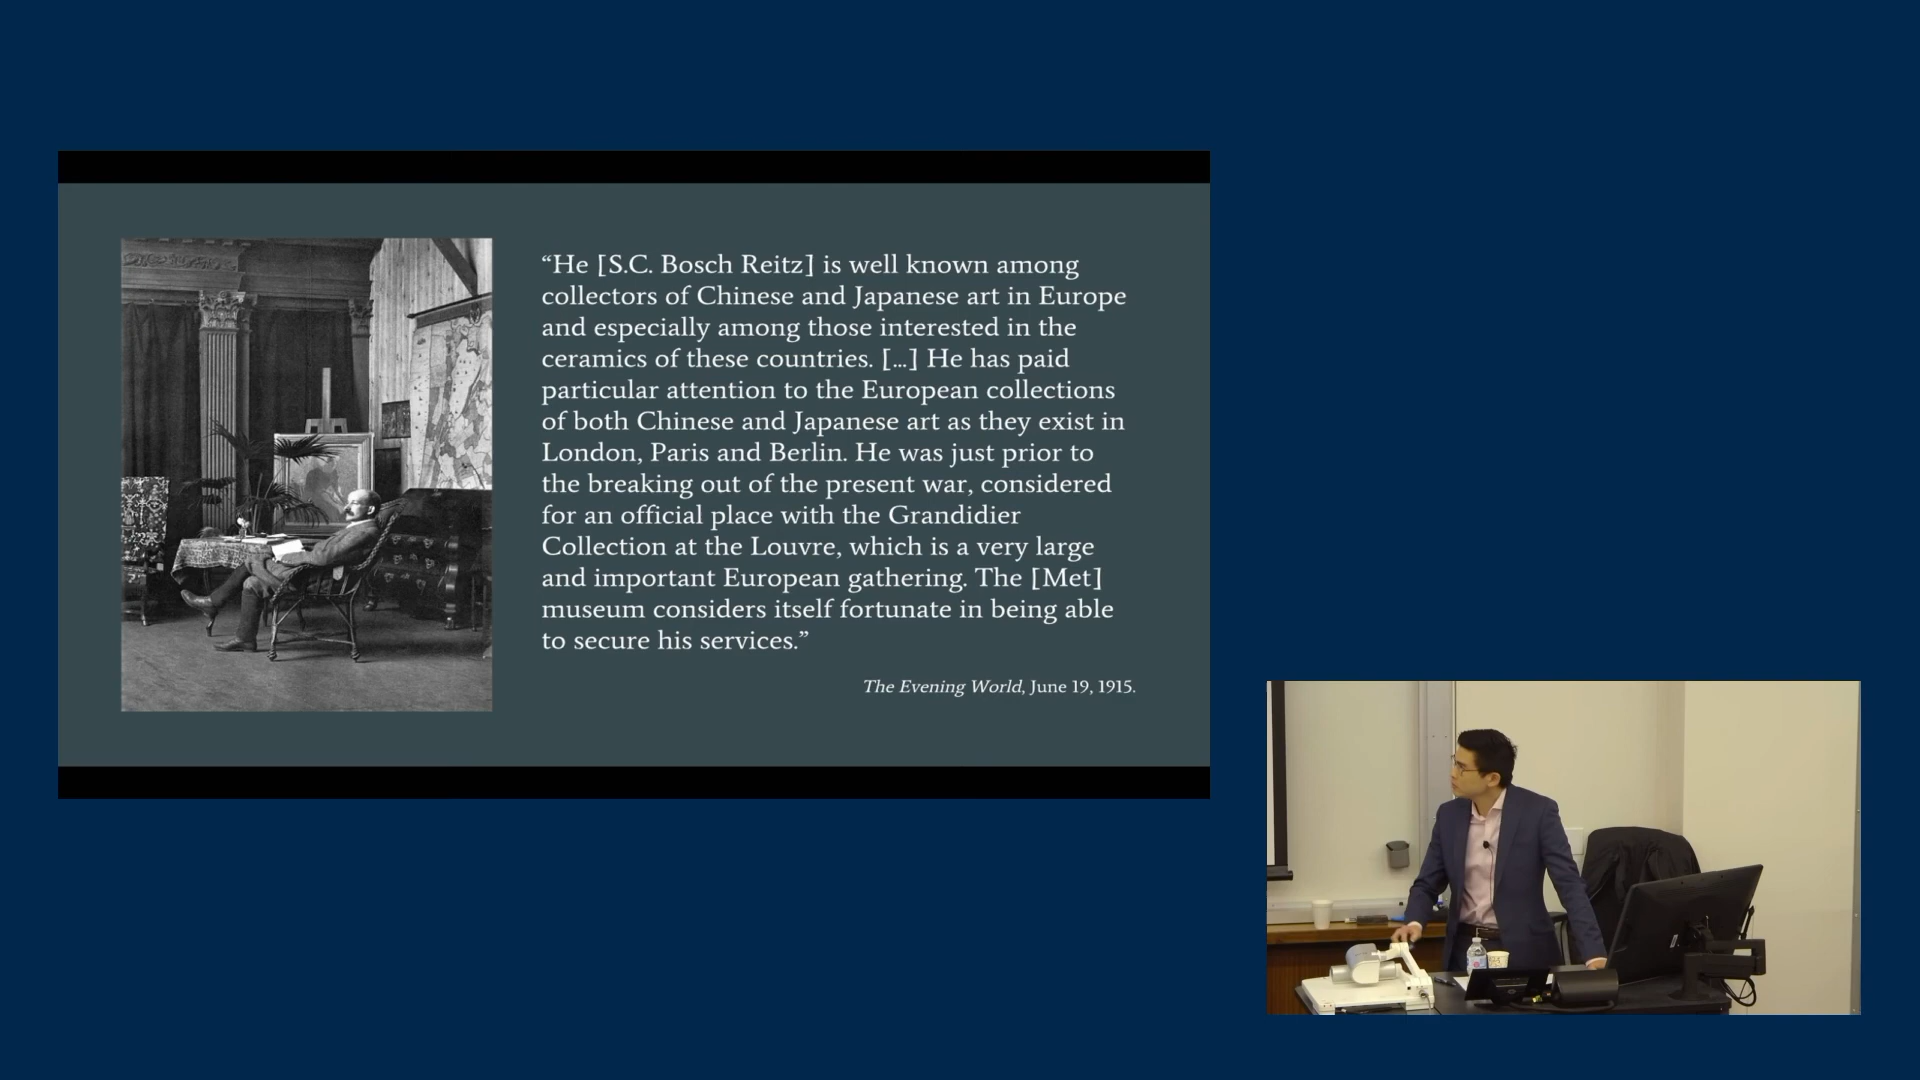 “He [S.C. Bosch Reitz] is well known among
collectors of Chinese and Japanese art in Europe
and especially among those interested in the
ceramics of these countries. [...] He has paid
particular attention to the European collections
of both Chinese and Japanese art as they exist in
London, Paris and Berlin. He was just prior to
the breaking out of the present war, considered
for an official place with the Grandidier
Collection at the Louvre, which is a very large
and important European gathering. The [Met]
museum considers itself fortunate in being able
to secure his services.”
The Evening World, June 19, 1915.